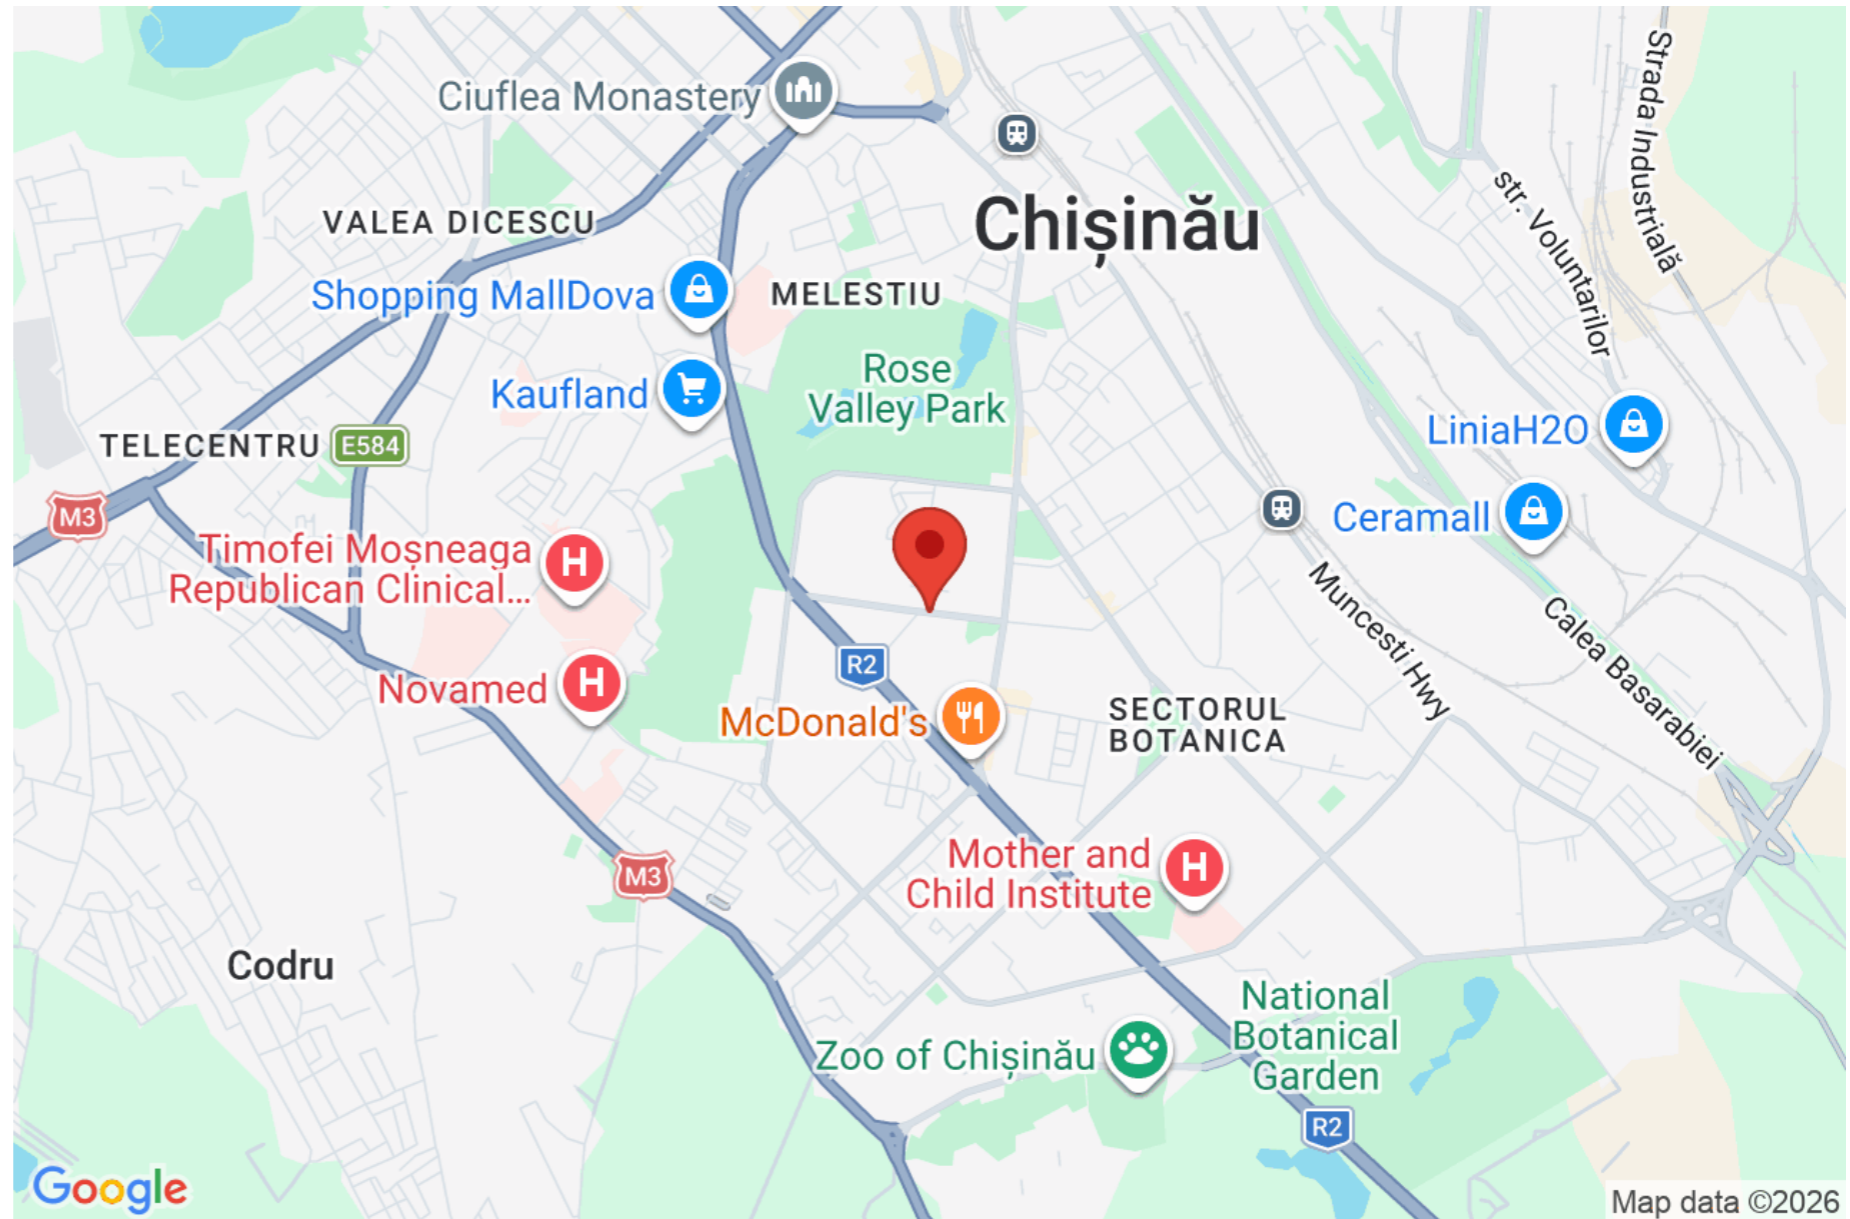 Ciuflea Monastery
Strada Industrială
str. Voluntarilor
VALEA DICESCU
Chișinău
Shopping MallDova
MELESTIU
Rose
Valley Park
Kaufland
LiniaH2O
TELECENTRU
E584
M3
Ceramall
Timofei Moșneaga
Republican Clinical...
Muncesti Hwy
Calea Basarabiei
R2
Novamed
McDonald's
SECTORUL
BOTANICA
M3
Mother and
Child Institute
Codru
National
Botanical
Garden
Zoo of Chișinău
R2
Google
Map data ©2026